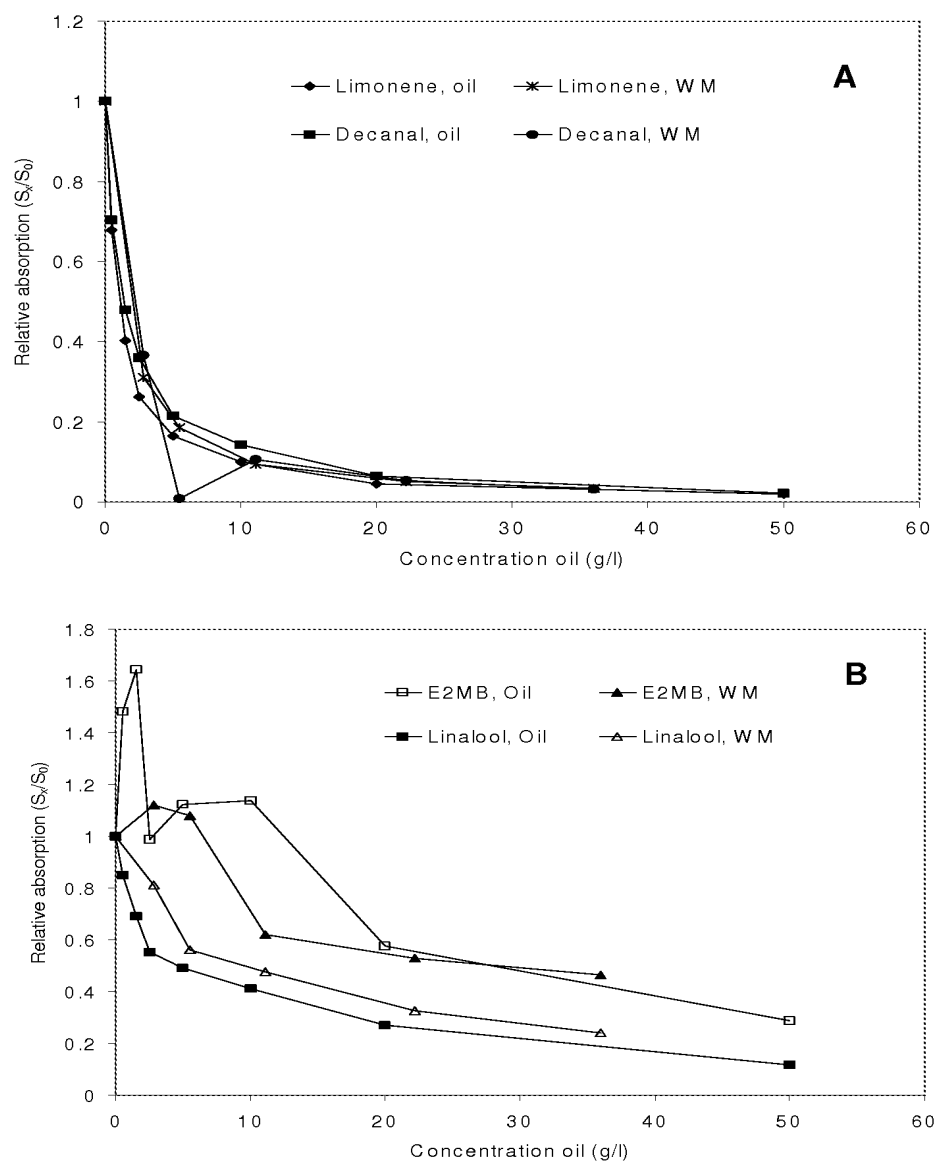 1.2
1
0.8
0.6
0.4
0.2
0
Relative absorption (Sx/S0)
A
Limonene, oil
Limonene, WM
Decanal, oil
Decanal, WM
0 10 20 30 40 50 60
Concentration oil (g/l)
1.8
1.6
1.4
1.2
1
0.8
0.6
0.4
0.2
0
Relative absorption (Sx/S0)
B
E2MB, Oil
E2MB, WM
Linalool, Oil
Linalool, WM
0 10 20 30 40 50 60
Concentration oil (g/l)